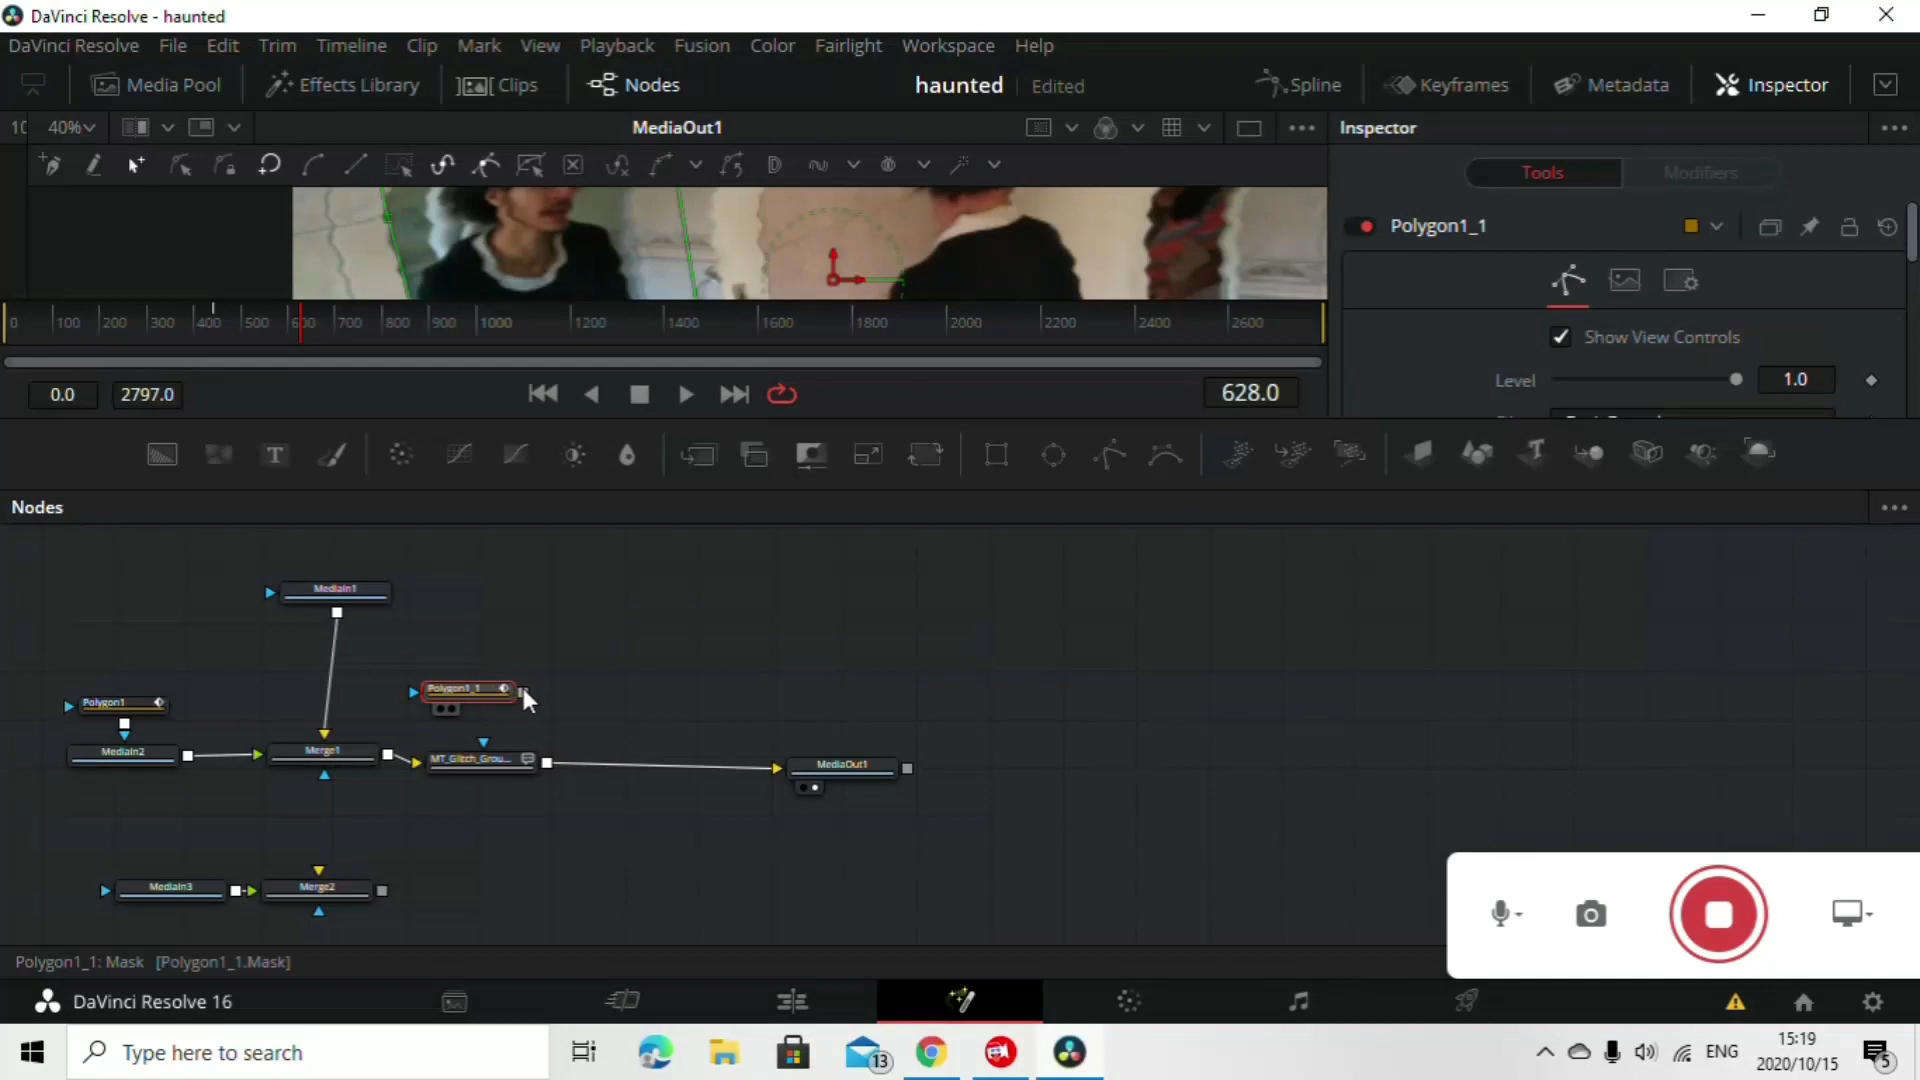 DaVinci Resolve - haunted
DaVinci Resolve File Edit Trim Timeline Clip Mark View Playback Fusion Color Fairlight Workspace Help
Media Pool Effects Library Clips Nodes haunted Edited Spline Keyframes Metadata Inspector
40% MediaOut1 Inspector
Tools Modifiers
Polygon1_1
0 100 200 300 400 500 600 700 800 900 1000 1200 1400 1600 1800 2000 2200 2400 2600
Show View Controls
Level 1.0
0.0 2797.0 628.0
Nodes
MediaIn1
Polygon1_1
Polygon1
MediaIn2 Merge1 MT_Glitch_Grou... MediaOut1
MediaIn3 Merge2
Polygon1_1: Mask [Polygon1_1.Mask]
DaVinci Resolve 16
Type here to search 13 ENG 15:19
2020/10/15 5